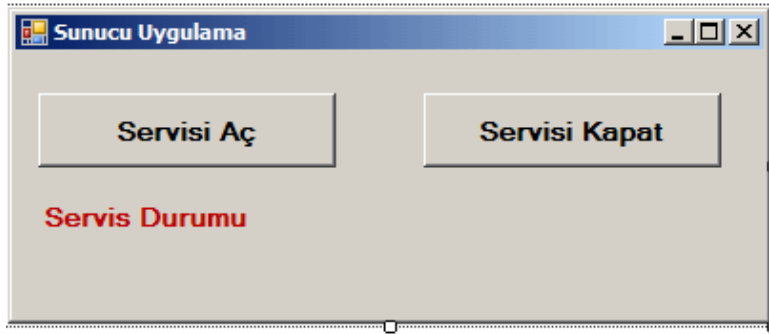 Sunucu Uygulama
Servisi Aç
Servisi Kapat
Servis Durumu